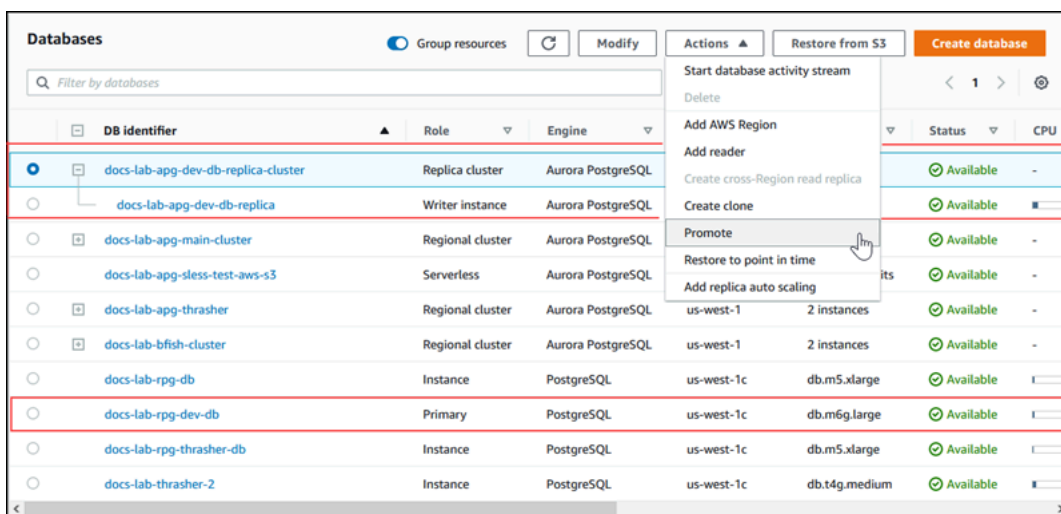 Databases Group resources Modify Actions ▲ Restore from S3 Create database
Filter by databases < 1 >
Start database activity stream
Delete
Add AWS Region
Add reader
Create cross-Region read replica
Create clone
Promote
Restore to point in time
Add replica auto scaling
DB identifier ▲ Role Engine Status CPU
docs-lab-apg-dev-db-replica-cluster Replica cluster Aurora PostgreSQL Available -
docs-lab-apg-dev-db-replica Writer instance Aurora PostgreSQL Available
docs-lab-apg-main-cluster Regional cluster Aurora PostgreSQL Available -
docs-lab-apg-sless-test-aws-s3 Serverless Aurora PostgreSQL its Available -
docs-lab-apg-thrasher Regional cluster Aurora PostgreSQL us-west-1 2 instances Available -
docs-lab-bfish-cluster Regional cluster Aurora PostgreSQL us-west-1 2 instances Available -
docs-lab-rpg-db Instance PostgreSQL us-west-1c db.m5.xlarge Available
docs-lab-rpg-dev-db Primary PostgreSQL us-west-1c db.m6g.large Available
docs-lab-rpg-thrasher-db Instance PostgreSQL us-west-1c db.m5.xlarge Available
docs-lab-thrasher-2 Instance PostgreSQL us-west-1c db.t4g.medium Available